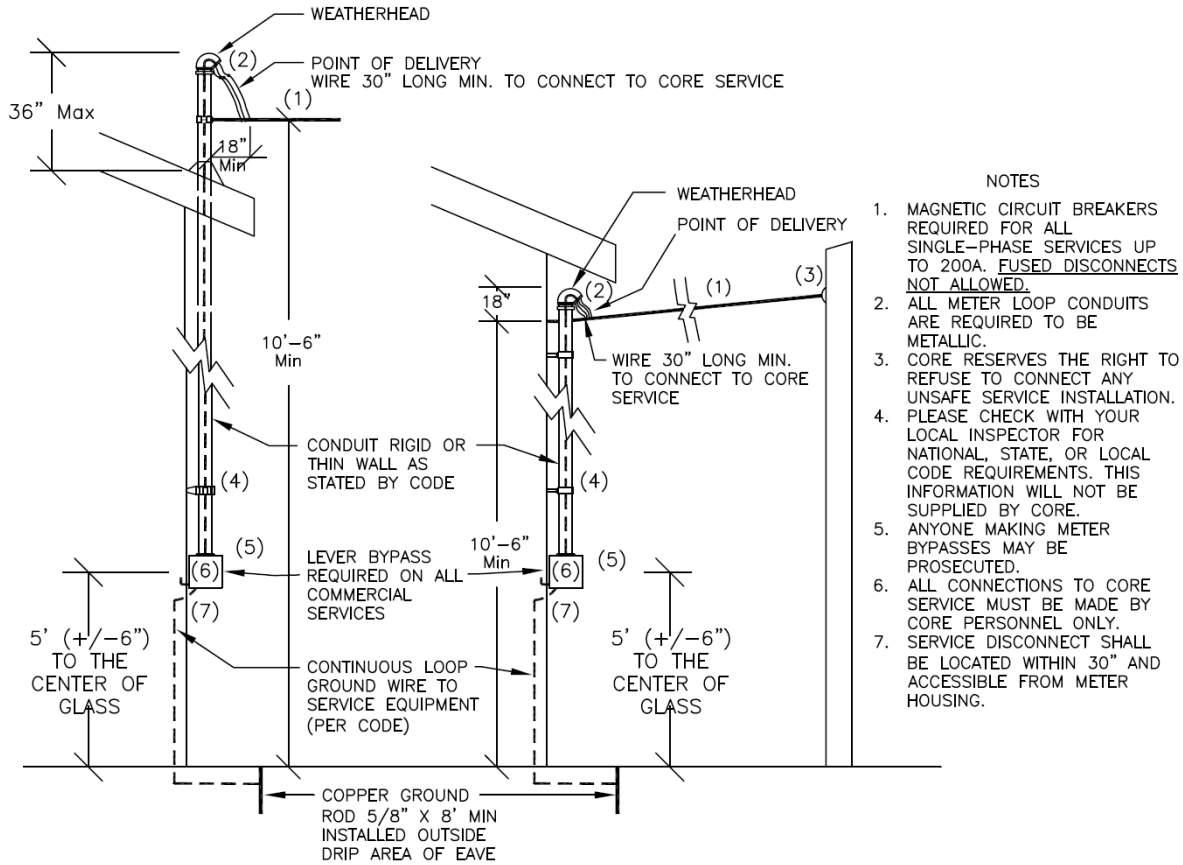 WEATHERHEAD
(2)
POINT OF DELIVERY
WIRE 30" LONG MIN. TO CONNECT TO CORE SERVICE
(1)
36" Max
18"
Min
10'-6"
Min
WEATHERHEAD
POINT OF DELIVERY
(2)
(1)
(3)
18"
WIRE 30" LONG MIN.
TO CONNECT TO CORE
SERVICE
CONDUIT RIGID OR
THIN WALL AS
STATED BY CODE
(4)
(4)
10'-6"
Min
(5)
(5)
(6)
(6)
LEVER BYPASS
REQUIRED ON ALL
COMMERCIAL
SERVICES
(7)
(7)
5' (+/-6")
TO THE
CENTER OF
GLASS
CONTINUOUS LOOP
GROUND WIRE TO
SERVICE EQUIPMENT
(PER CODE)
5' (+/-6")
TO THE
CENTER OF
GLASS
COPPER GROUND
ROD 5/8" X 8' MIN
INSTALLED OUTSIDE
DRIP AREA OF EAVE
NOTES
1. MAGNETIC CIRCUIT BREAKERS
REQUIRED FOR ALL
SINGLE-PHASE SERVICES UP
TO 200A. FUSED DISCONNECTS
NOT ALLOWED.
2. ALL METER LOOP CONDUITS
ARE REQUIRED TO BE
METALLIC.
3. CORE RESERVES THE RIGHT TO
REFUSE TO CONNECT ANY
UNSAFE SERVICE INSTALLATION.
4. PLEASE CHECK WITH YOUR
LOCAL INSPECTOR FOR
NATIONAL, STATE, OR LOCAL
CODE REQUIREMENTS. THIS
INFORMATION WILL NOT BE
SUPPLIED BY CORE.
5. ANYONE MAKING METER
BYPASSES MAY BE
PROSECUTED.
6. ALL CONNECTIONS TO CORE
SERVICE MUST BE MADE BY
CORE PERSONNEL ONLY.
7. SERVICE DISCONNECT SHALL
BE LOCATED WITHIN 30" AND
ACCESSIBLE FROM METER
HOUSING.